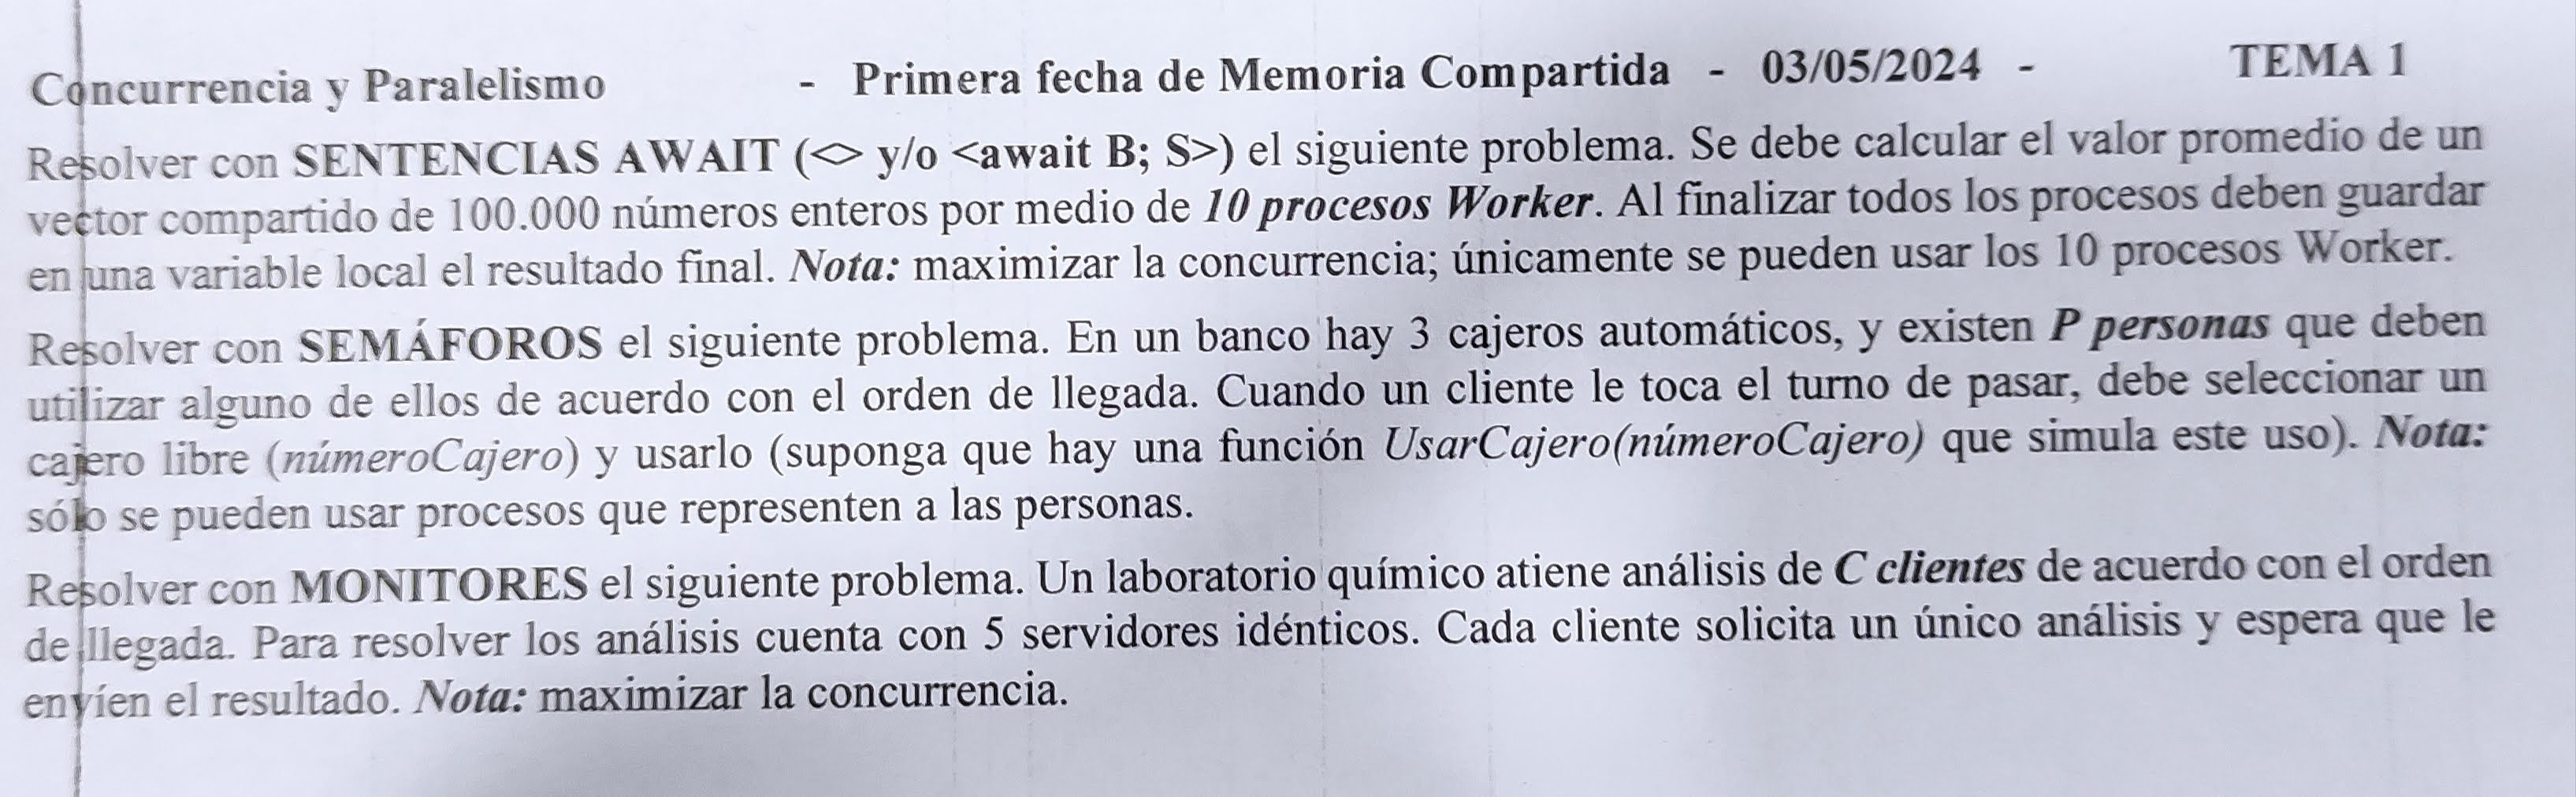 Concurrencia y Paralelismo - Primera fecha de Memoria Compartida - 03/05/2024 - TEMA 1
Resolver con SENTENCIAS AWAIT (<> y/o <await B; S>) el siguiente problema. Se debe calcular el valor promedio de un
vector compartido de 100.000 números enteros por medio de 10 procesos Worker. Al finalizar todos los procesos deben guardar
en una variable local el resultado final. Nota: maximizar la concurrencia; únicamente se pueden usar los 10 procesos Worker.
Resolver con SEMÁFOROS el siguiente problema. En un banco hay 3 cajeros automáticos, y existen P personas que deben
utilizar alguno de ellos de acuerdo con el orden de llegada. Cuando un cliente le toca el turno de pasar, debe seleccionar un
cajero libre (númeroCajero) y usarlo (suponga que hay una función UsarCajero(númeroCajero) que simula este uso). Nota:
sólo se pueden usar procesos que representen a las personas.
Resolver con MONITORES el siguiente problema. Un laboratorio químico atiene análisis de C clientes de acuerdo con el orden
de llegada. Para resolver los análisis cuenta con 5 servidores idénticos. Cada cliente solicita un único análisis y espera que le
envíen el resultado. Nota: maximizar la concurrencia.